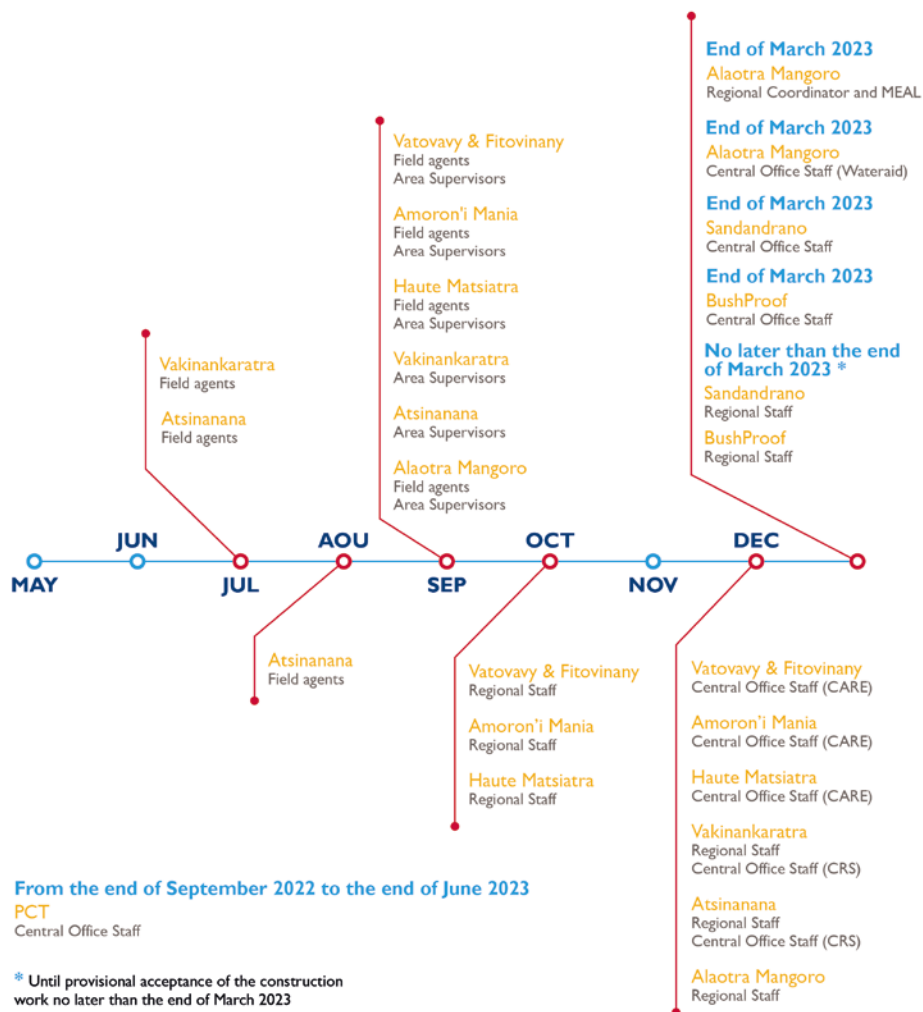 End of March 2023
Alaotra Mangoro
Regional Coordinator and MEAL
End of March 2023
Alaotra Mangoro
Central Office Staff (Wateraid)
End of March 2023
Sandandrano
Central Office Staff
End of March 2023
BushProof
Central Office Staff
No later than the end
of March 2023 *
Sandandrano
Regional Staff
BushProof
Regional Staff
Vatovavy & Fitovinany
Field agents
Area Supervisors
Amoron'i Mania
Field agents
Area Supervisors
Haute Matsiatra
Field agents
Area Supervisors
Vakinankaratra
Area Supervisors
Atsinanana
Area Supervisors
Alaotra Mangoro
Field agents
Area Supervisors
Vakinankaratra
Field agents
Atsinanana
Field agents
MAY
JUN
JUL
AOU
SEP
OCT
NOV
DEC
Atsinanana
Field agents
Vatovavy & Fitovinany
Regional Staff
Amoron'i Mania
Regional Staff
Haute Matsiatra
Regional Staff
Vatovavy & Fitovinany
Central Office Staff (CARE)
Amoron'i Mania
Central Office Staff (CARE)
Haute Matsiatra
Central Office Staff (CARE)
Vakinankaratra
Regional Staff
Central Office Staff (CRS)
Atsinanana
Regional Staff
Central Office Staff (CRS)
Alaotra Mangoro
Regional Staff
From the end of September 2022 to the end of June 2023
PCT
Central Office Staff
* Until provisional acceptance of the construction
work no later than the end of March 2023